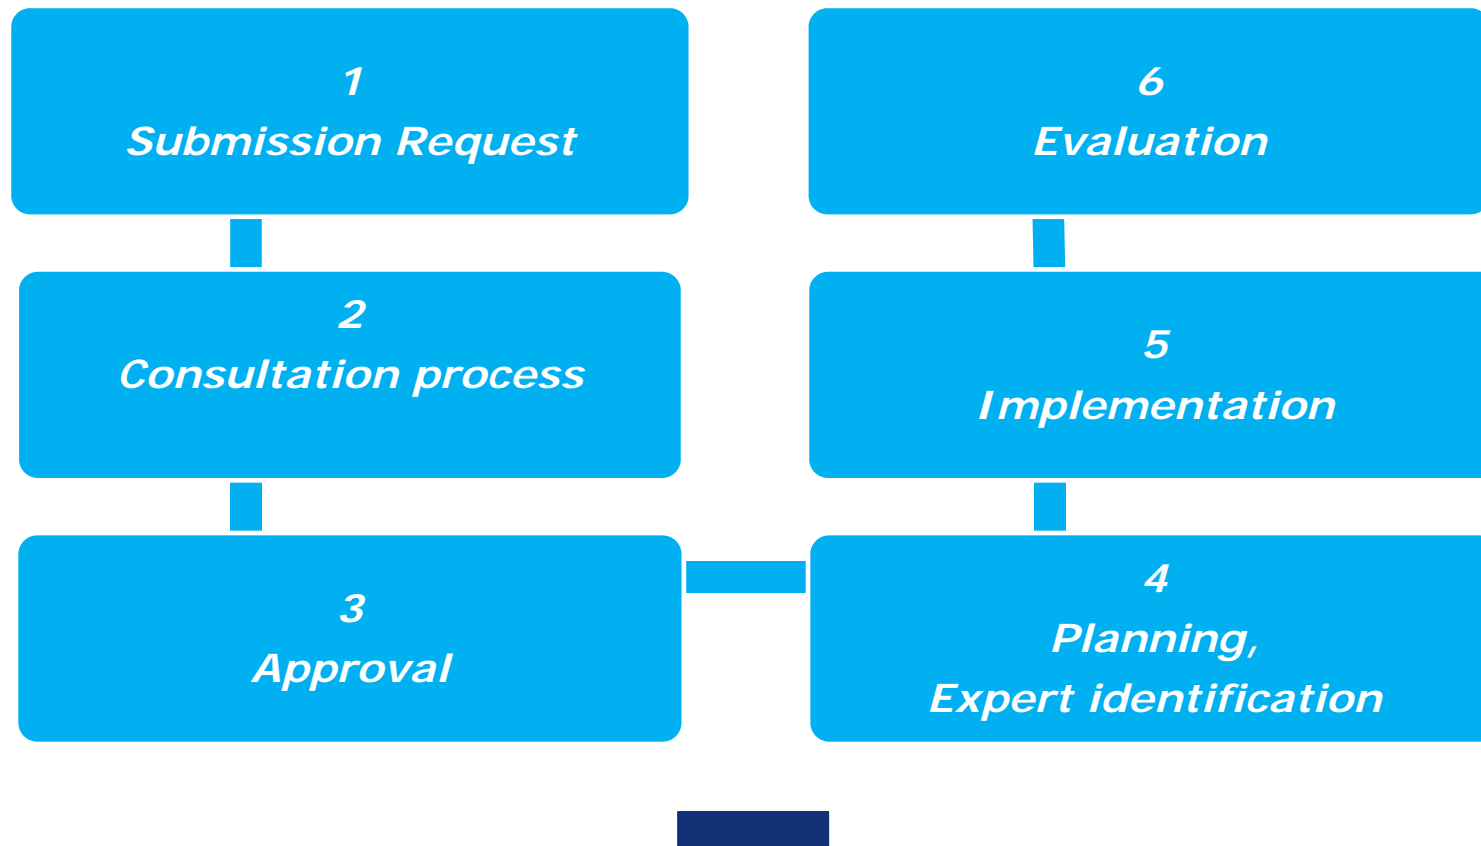 1
Submission Request
2
Consultation process
3
Approval
4
Planning,
Expert identification
5
Implementation
6
Evaluation